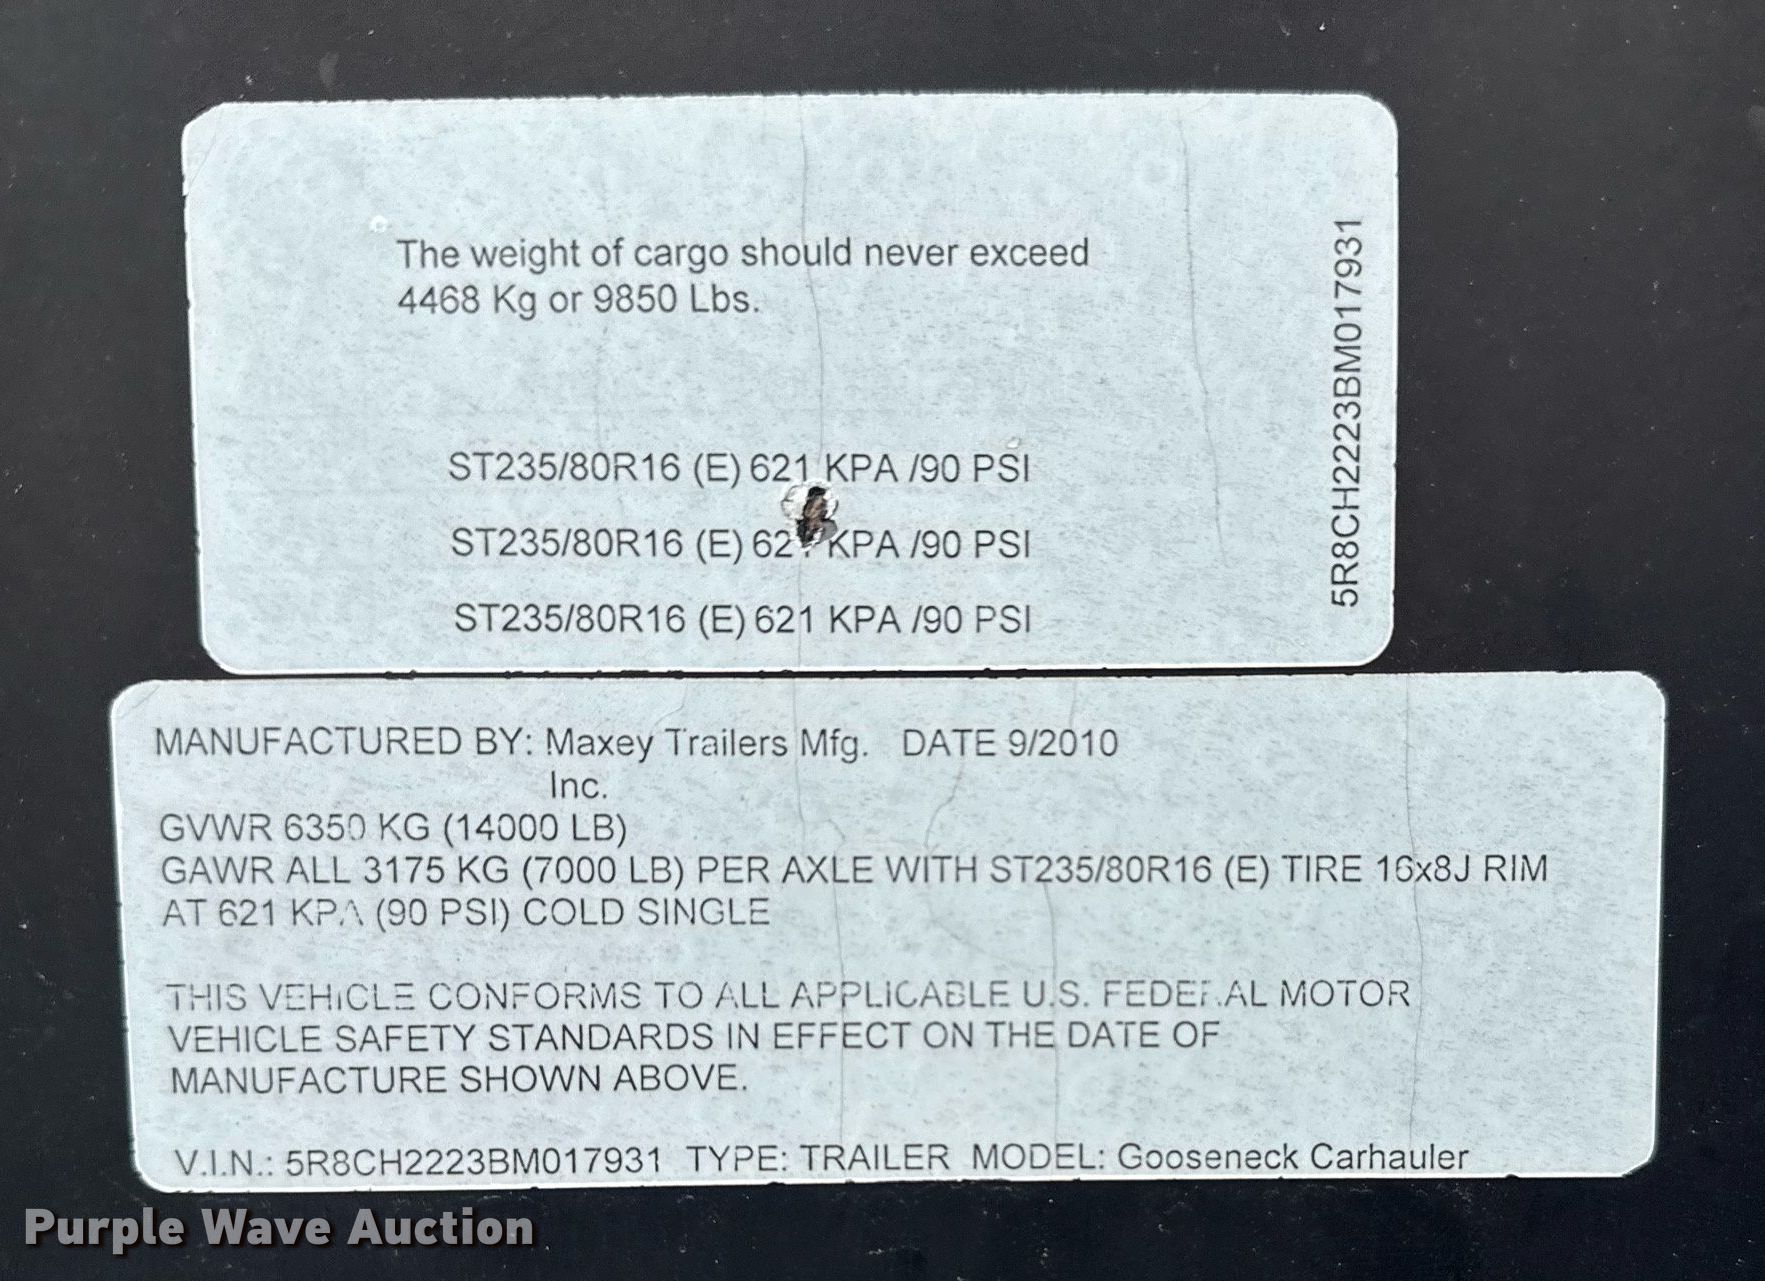 The weight of cargo should never exceed
4468 Kg or 9850 Lbs.
ST235/80R16 (E) 621 KPA /90 PSI
ST235/80R16 (E) 621 KPA /90 PSI
ST235/80R16 (E) 621 KPA /90 PSI
5R8CH2223BM017931
MANUFACTURED BY: Maxey Trailers Mfg. DATE 9/2010
Inc.
GVWR 6350 KG (14000 LB)
GAWR ALL 3175 KG (7000 LB) PER AXLE WITH ST235/80R16 (E) TIRE 16x8J RIM
AT 621 KPA (90 PSI) COLD SINGLE
THIS VEHICLE CONFORMS TO ALL APPLICABLE U.S. FEDERAL MOTOR
VEHICLE SAFETY STANDARDS IN EFFECT ON THE DATE OF
MANUFACTURE SHOWN ABOVE.
V.I.N.: 5R8CH2223BM017931 TYPE: TRAILER MODEL: Gooseneck Carhauler
Purple Wave Auction